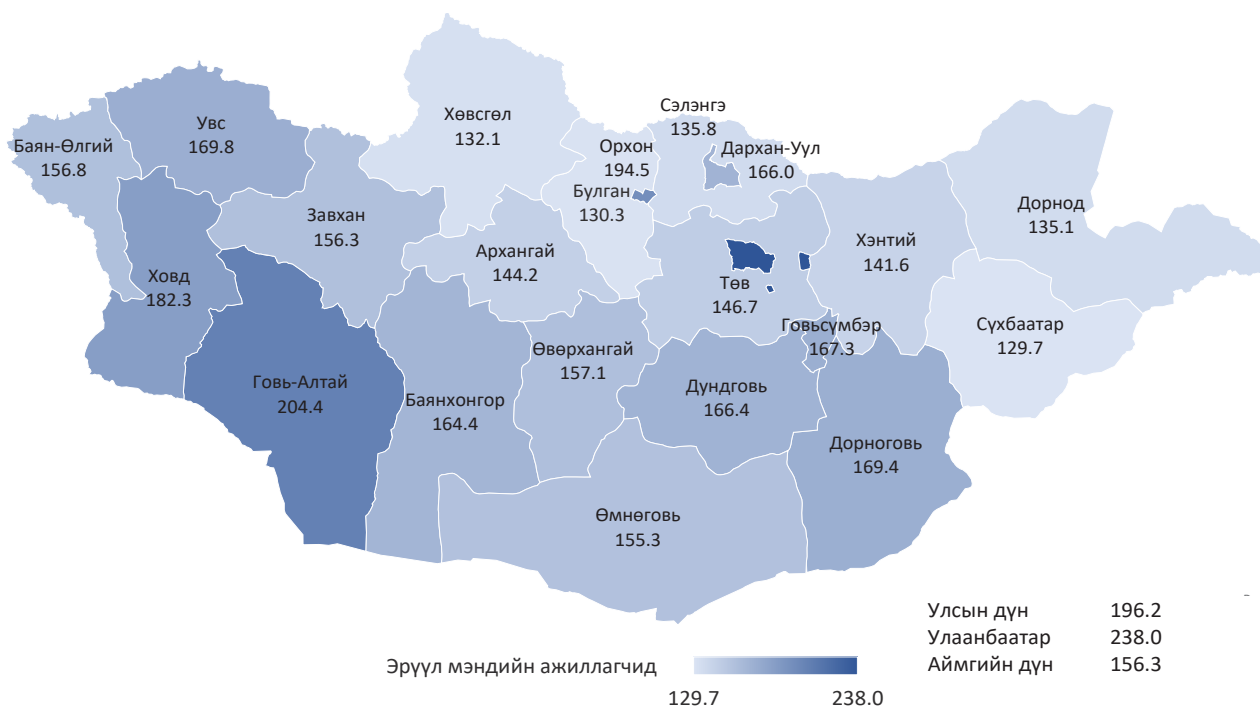 Сэлэнгэ
135.8
Хөвсгөл
132.1
Увс
169.8
Баян-Өлгий
156.8
Орхон
194.5
Дархан-Уул
166.0
Булган
130.3
Дорнод
135.1
Завхан
156.3
Хэнтий
141.6
Архангай
144.2
Ховд
182.3
Төв
146.7
Сүхбаатар
129.7
Говьсүмбэр
167.3
Өвөрхангай
157.1
Говь-Алтай
204.4
Баянхонгор
164.4
Дундговь
166.4
Дорноговь
169.4
Өмнөговь
155.3
Улсын дүн 196.2
Улаанбаатар 238.0
Аймгийн дүн 156.3
Эрүүл мэндийн ажиллагчид
129.7 238.0